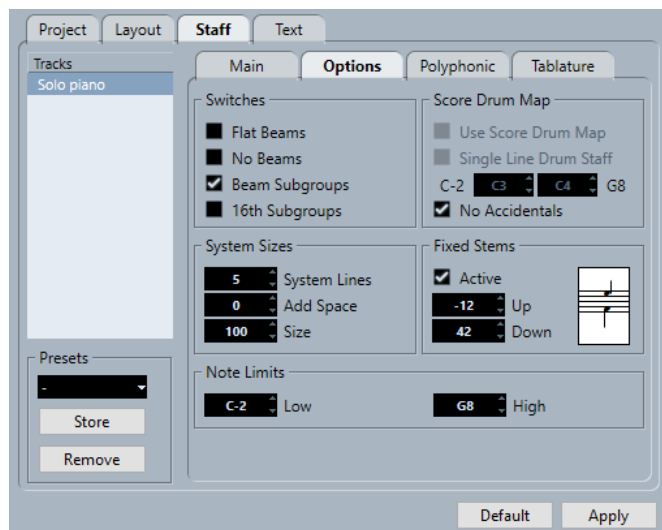 Project Layout Staff Text
Tracks
Solo piano
Main Options Polyphonic Tablature
Switches
Flat Beams
No Beams
Beam Subgroups
16th Subgroups
Score Drum Map
Use Score Drum Map
Single Line Drum Staff
C-2 C3 C4 G8
No Accidentals
System Sizes
5 System Lines
0 Add Space
100 Size
Fixed Stems
Active
-12 Up
42 Down
Presets
-
Store
Remove
Note Limits
C-2 Low G8 High
Default Apply